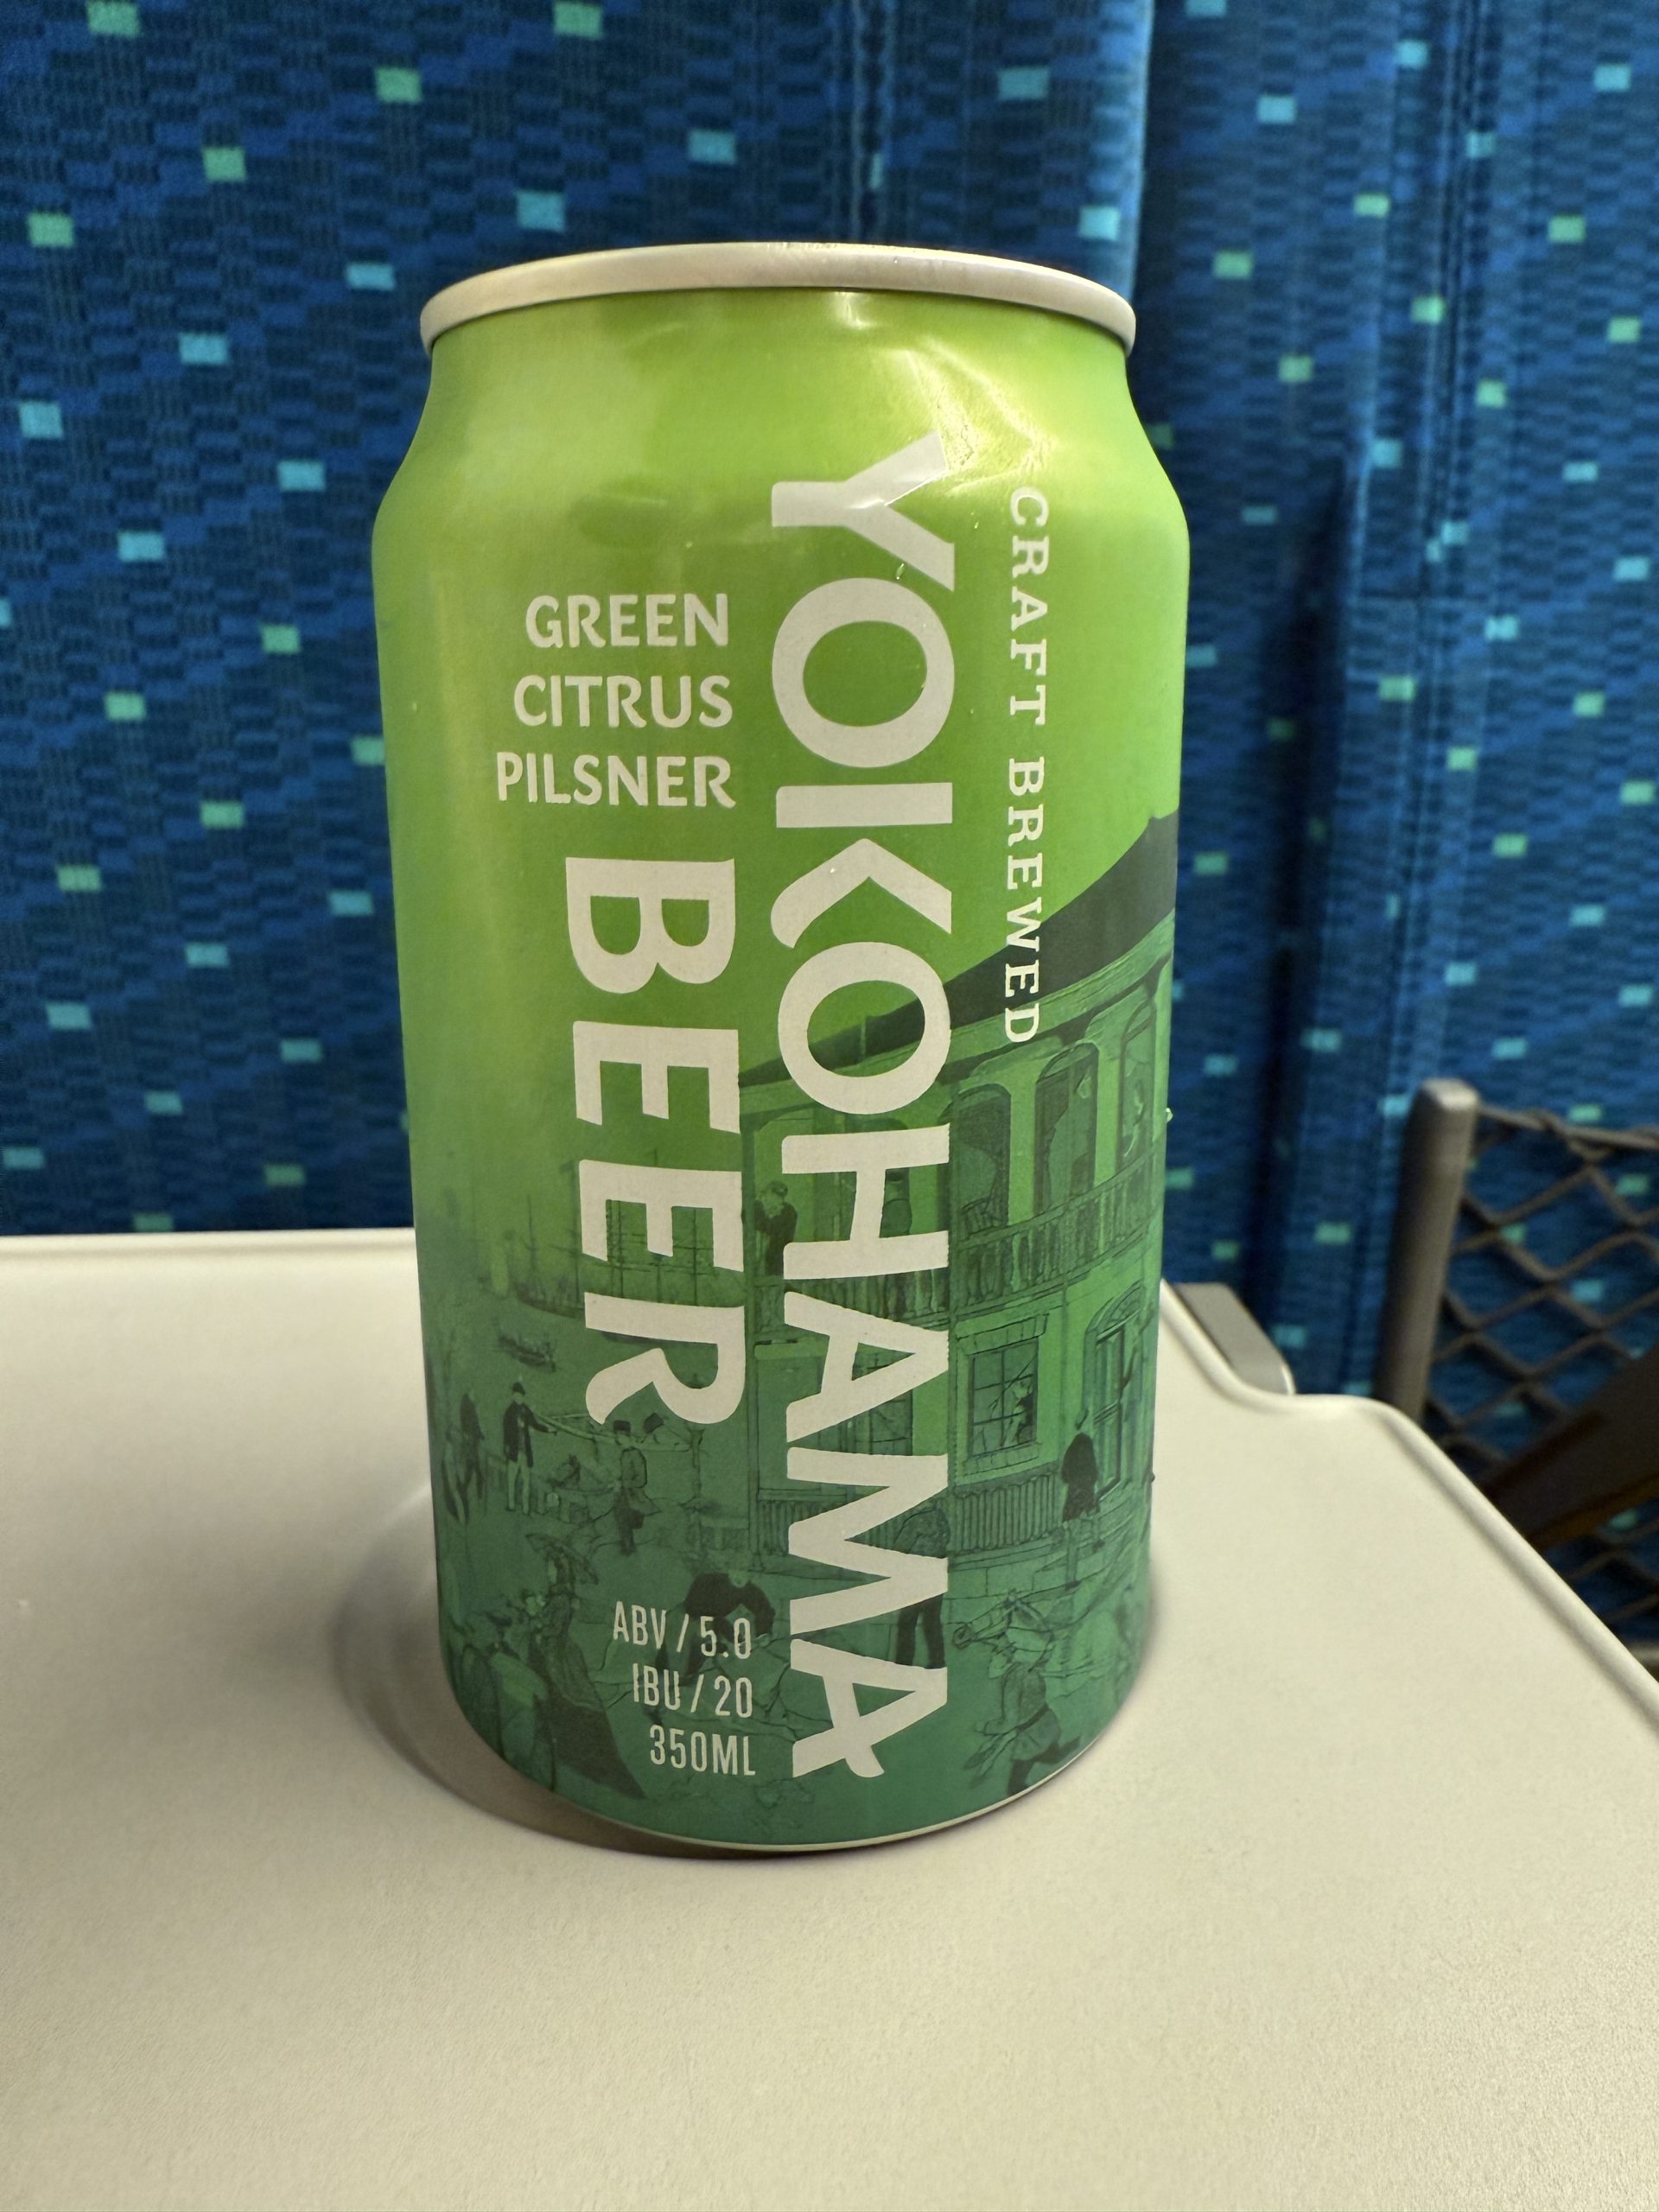 CRAFT BREWED
YOKOHAMA
BEER
GREEN
CITRUS
PILSNER
ABV / 5.0
IBU / 20
350ML